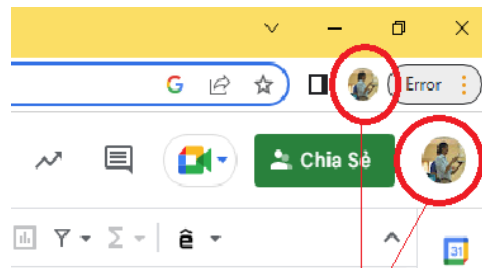 G Error
Chia Sẻ
Σ ê
31